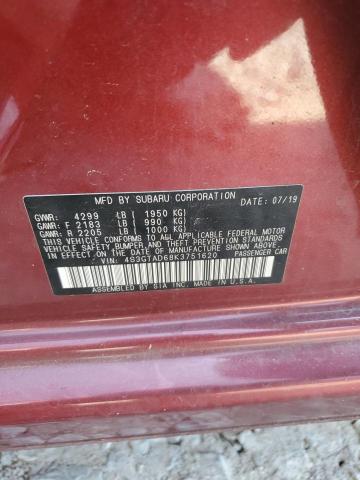 MFD BY SUBARU CORPORATION DATE: 07/19
GVWR: 4299 LB ( 1950 KG)
GAWR: F 2183 LB ( 990 KG)
GAWR: R 2205 LB ( 1000 KG)
THIS VEHICLE CONFORMS TO ALL APPLICABLE FEDERAL MOTOR
VEHICLE SAFETY, BUMPER, AND THEFT PREVENTION STANDARDS
IN EFFECT ON THE DATE OF MANUFACTURE SHOWN ABOVE.
VIN: 4S3GTAD68K3751620 PASSENGER CAR
ASSEMBLED BY SIA INC. MADE IN U.S.A.